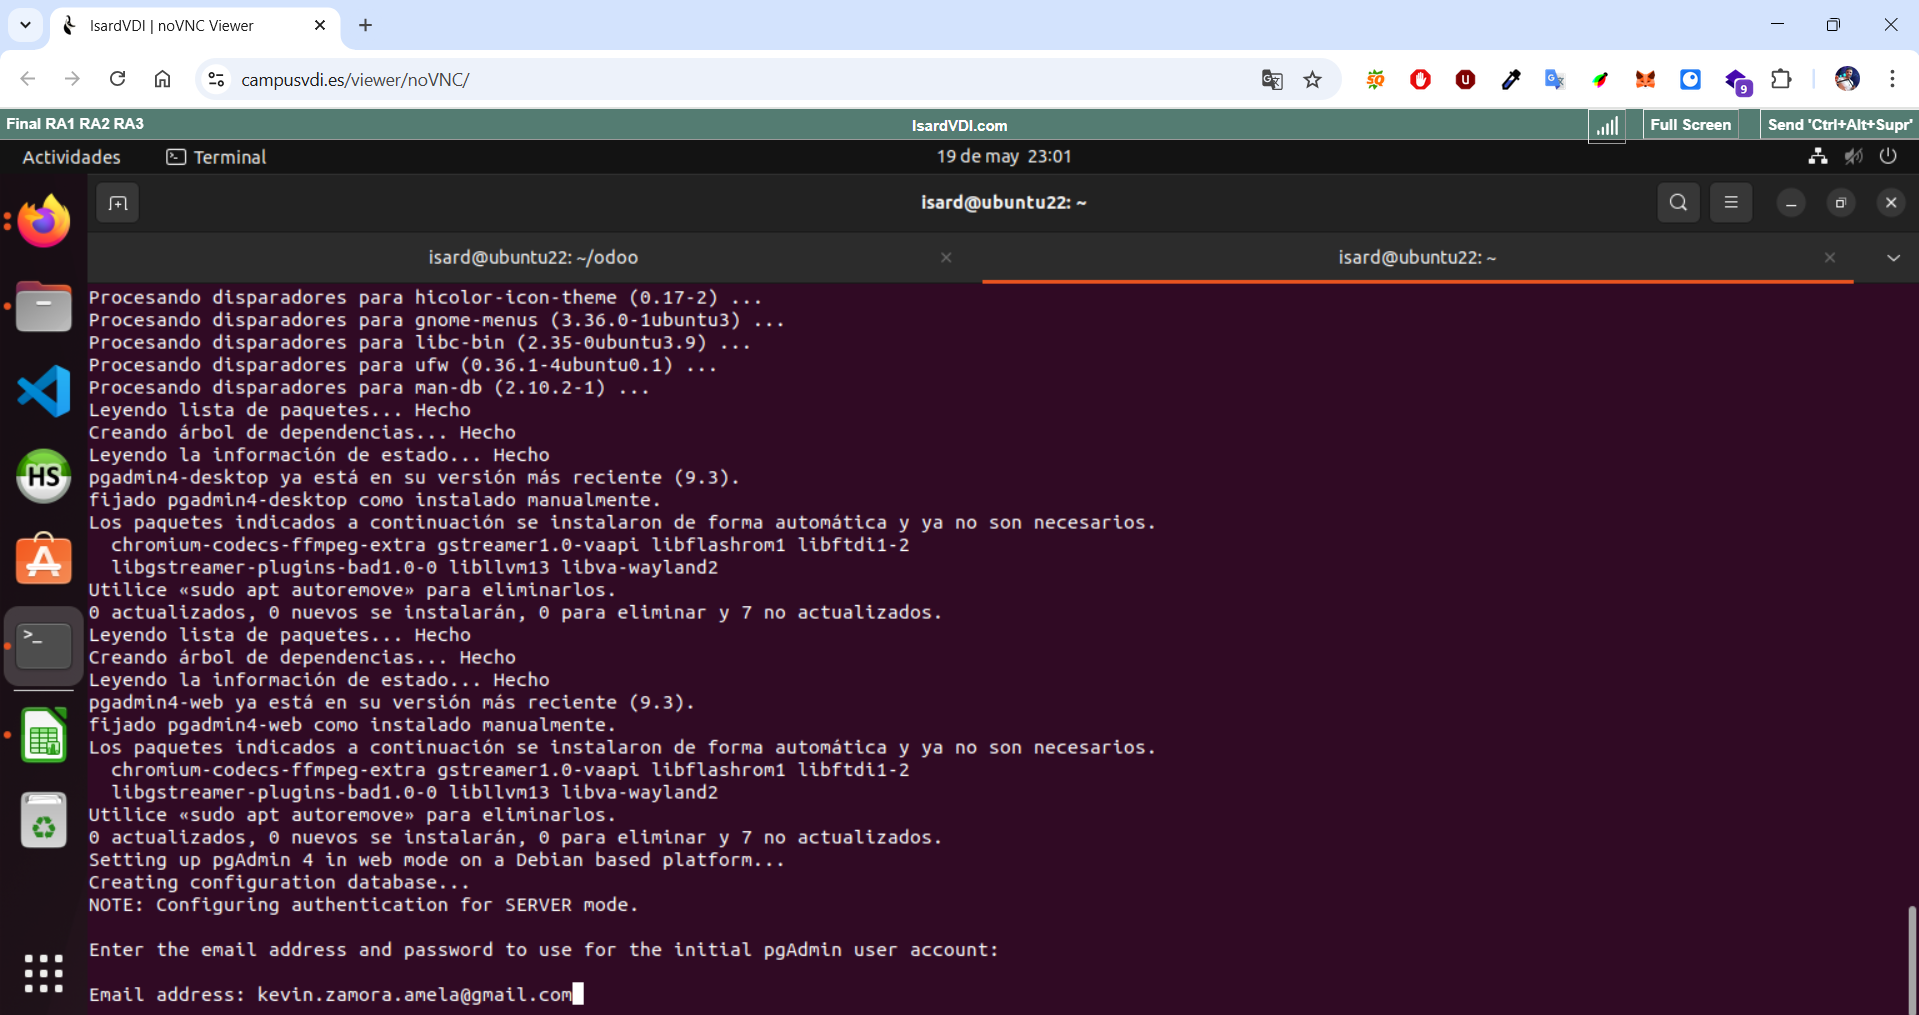 IsardVDI | noVNC Viewer
campusvdi.es/viewer/noVNC/
SQ
U
9
Final RA1 RA2 RA3
IsardVDI.com
Full Screen
Send 'Ctrl+Alt+Supr'
Actividades
Terminal
19 de may 23:01
isard@ubuntu22: ~
isard@ubuntu22: ~/odoo
isard@ubuntu22: ~
HS
Procesando disparadores para hicolor-icon-theme (0.17-2) ...
Procesando disparadores para gnome-menus (3.36.0-1ubuntu3) ...
Procesando disparadores para libc-bin (2.35-0ubuntu3.9) ...
Procesando disparadores para ufw (0.36.1-4ubuntu0.1) ...
Procesando disparadores para man-db (2.10.2-1) ...
Leyendo lista de paquetes... Hecho
Creando árbol de dependencias... Hecho
Leyendo la información de estado... Hecho
pgadmin4-desktop ya está en su versión más reciente (9.3).
fijado pgadmin4-desktop como instalado manualmente.
Los paquetes indicados a continuación se instalaron de forma automática y ya no son necesarios.
chromium-codecs-ffmpeg-extra gstreamer1.0-vaapi libflashrom1 libftdi1-2
libgstreamer-plugins-bad1.0-0 libllvm13 libva-wayland2
Utilice «sudo apt autoremove» para eliminarlos.
0 actualizados, 0 nuevos se instalarán, 0 para eliminar y 7 no actualizados.
Leyendo lista de paquetes... Hecho
Creando árbol de dependencias... Hecho
Leyendo la información de estado... Hecho
pgadmin4-web ya está en su versión más reciente (9.3).
fijado pgadmin4-web como instalado manualmente.
Los paquetes indicados a continuación se instalaron de forma automática y ya no son necesarios.
chromium-codecs-ffmpeg-extra gstreamer1.0-vaapi libflashrom1 libftdi1-2
libgstreamer-plugins-bad1.0-0 libllvm13 libva-wayland2
Utilice «sudo apt autoremove» para eliminarlos.
0 actualizados, 0 nuevos se instalarán, 0 para eliminar y 7 no actualizados.
Setting up pgAdmin 4 in web mode on a Debian based platform...
Creating configuration database...
NOTE: Configuring authentication for SERVER mode.
Enter the email address and password to use for the initial pgAdmin user account:
Email address: kevin.zamora.amela@gmail.com